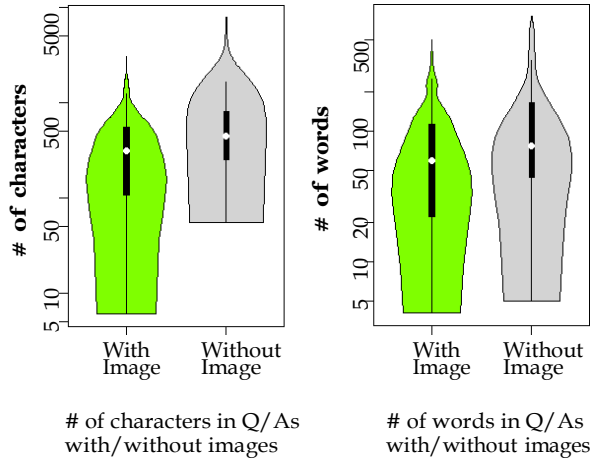 # of characters
5000
500
50
10
5
With
Image
Without
Image
# of characters in Q/As
with/without images
# of words
500
100
50
20
10
5
With
Image
Without
Image
# of words in Q/As
with/without images